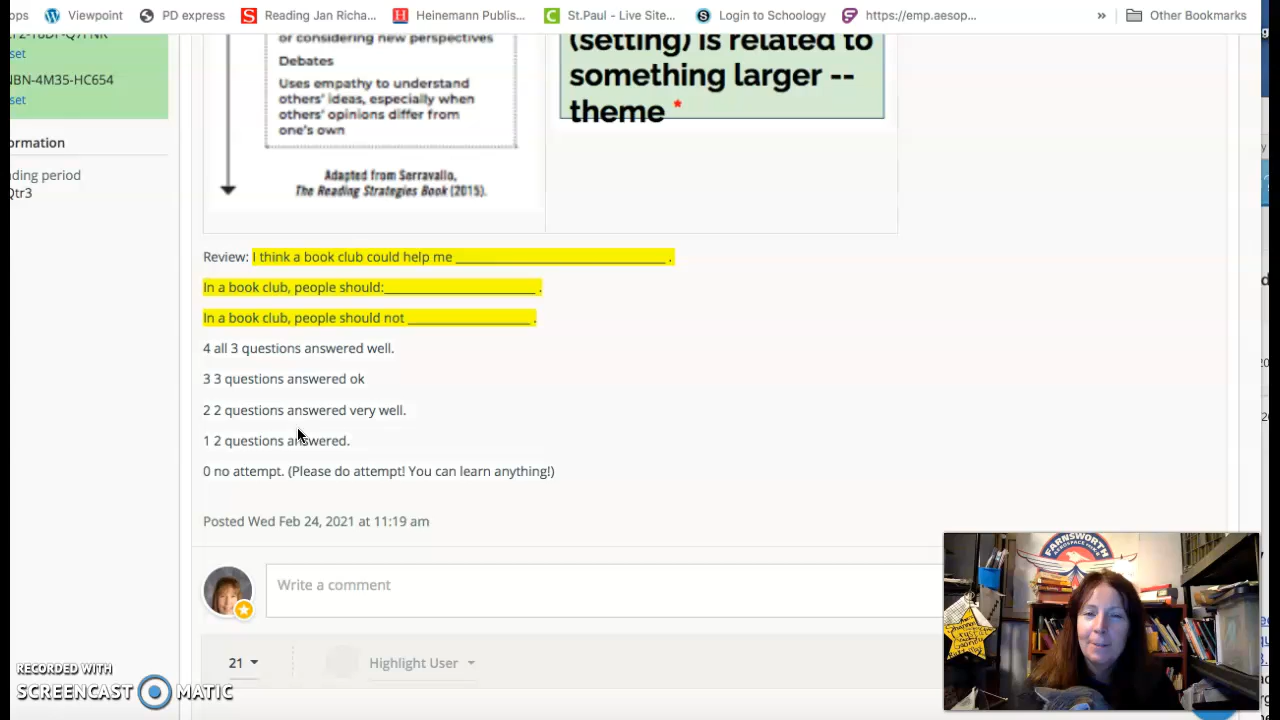 ops Viewpoint PD express Reading Jan Richa... Heinemann Publis... St.Paul - Live Site... Login to Schoology https://emp.aesop... » Other Bookmarks
set
NBN-4M35-HC654
set
ormation
ding period
Qtr3
or considering new perspectives
Debates
Uses empathy to understand
others' ideas, especially when
others' opinions differ from
one's own
Adapted from Serravallo,
The Reading Strategies Book (2015).
(setting) is related to
something larger --
theme *
Review: I think a book club could help me ______________________________ .
In a book club, people should:______________________ .
In a book club, people should not __________________ .
4 all 3 questions answered well.
3 3 questions answered ok
2 2 questions answered very well.
1 2 questions answered.
0 no attempt. (Please do attempt! You can learn anything!)
Posted Wed Feb 24, 2021 at 11:19 am
Write a comment
21 Highlight User
FARNSWORTH
RECORDED WITH
SCREENCAST MATIC